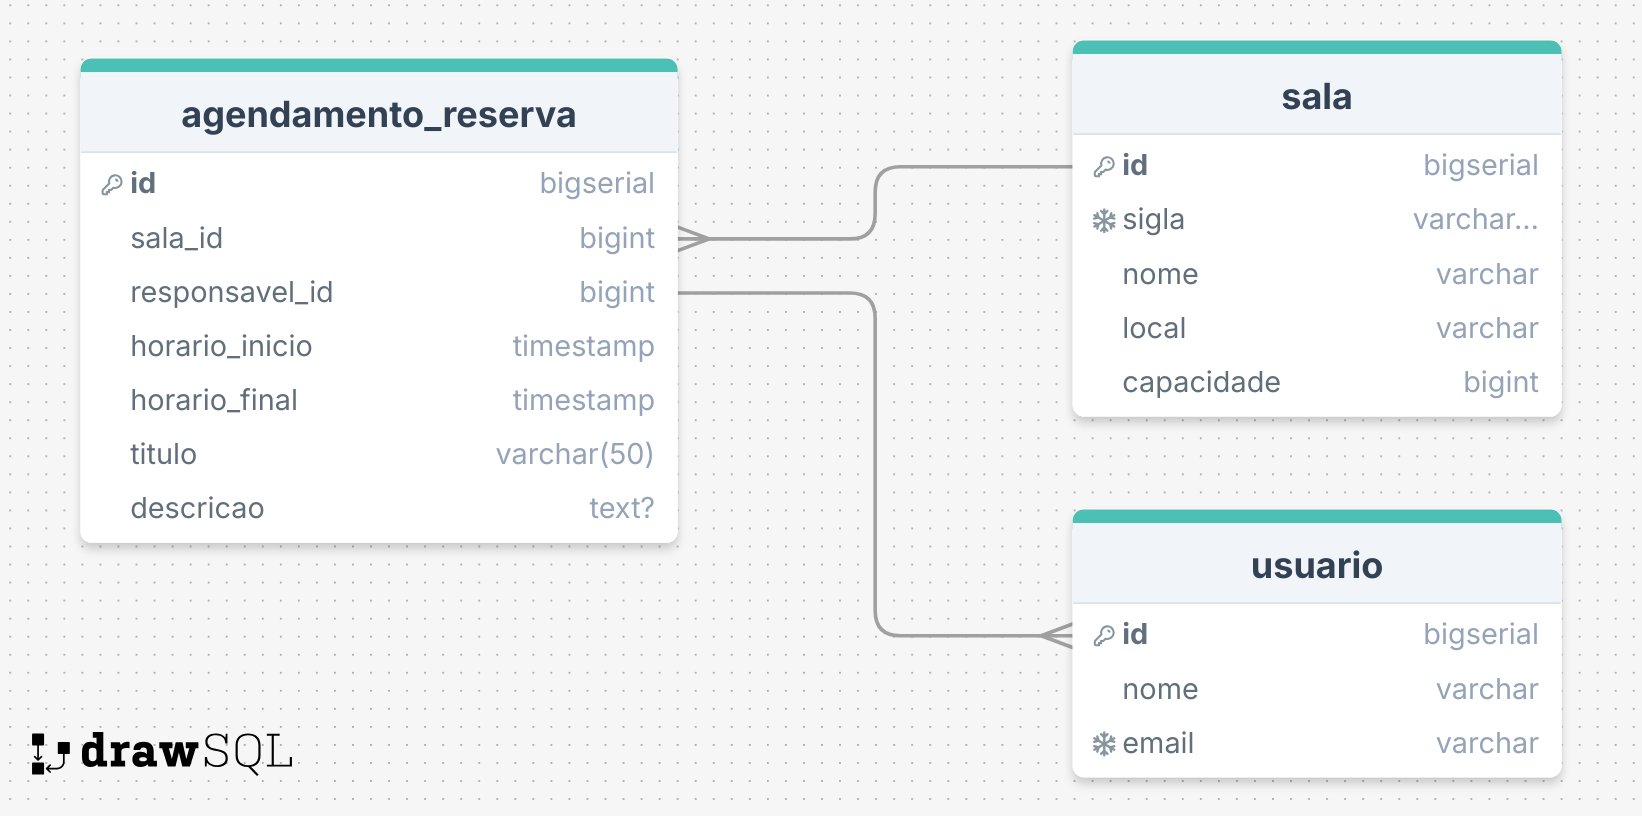 agendamento_reserva
id bigserial
sala_id bigint
responsavel_id bigint
horario_inicio timestamp
horario_final timestamp
titulo varchar(50)
descricao text?
sala
id bigserial
sigla varchar...
nome varchar
local varchar
capacidade bigint
usuario
id bigserial
nome varchar
email varchar
drawSQL